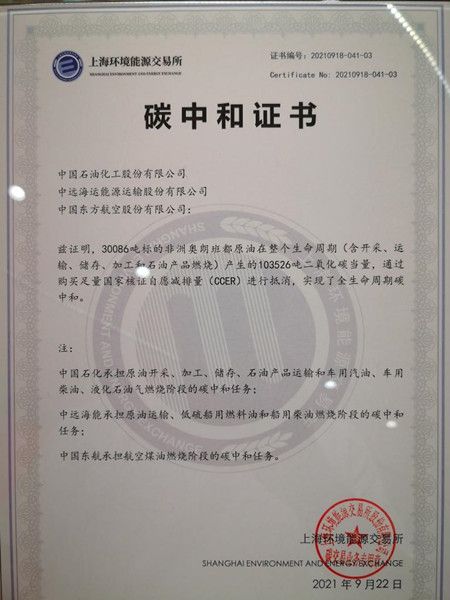 上海环境能源交易所
SHANGHAI ENVIRONMENT AND ENERGY EXCHANGE
证书编号：20210918-041-03
Certificate No: 20210918-041-03
碳中和证书
中国石油化工股份有限公司
中远海运能源运输股份有限公司
中国东方航空股份有限公司：
兹证明，30086吨标的非洲奥朗班都原油在整个生命周期（含开采、运
输、储存、加工和石油产品燃烧）产生的103526吨二氧化碳当量，通过
购买足量国家核证自愿减排量（CCER）进行抵消，实现了全生命周期碳
中和。
注：
中国石化承担原油开采、加工、储存、石油产品运输和车用汽油、车用
柴油、液化石油气燃烧阶段的碳中和任务；
中远海能承担原油运输、低硫船用燃料油和船用柴油燃烧阶段的碳中和
任务；
中国东航承担航空煤油燃烧阶段的碳中和任务。
上海环境能源交易所
SHANGHAI ENVIRONMENT AND ENERGY EXCHANGE
2021 年 9 月 22 日